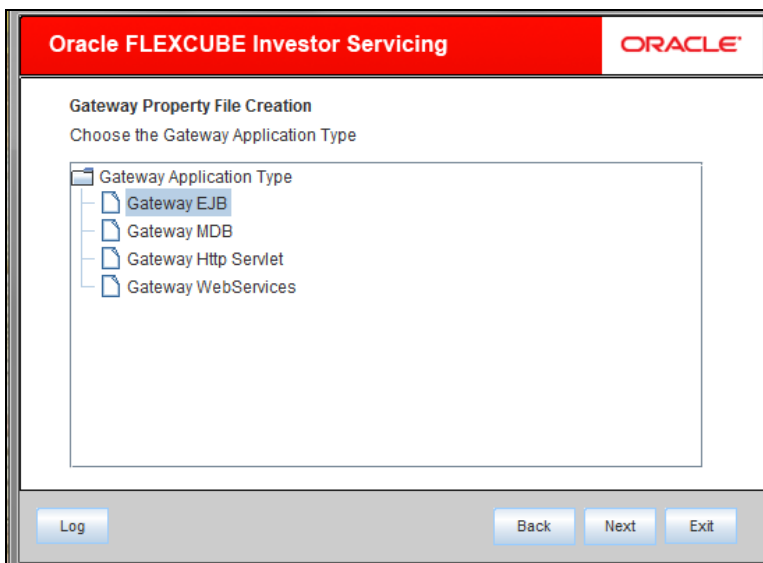 Oracle FLEXCUBE Investor Servicing
ORACLE
Gateway Property File Creation
Choose the Gateway Application Type
Gateway Application Type
Gateway EJB
Gateway MDB
Gateway Http Servlet
Gateway WebServices
Log
Back
Next
Exit